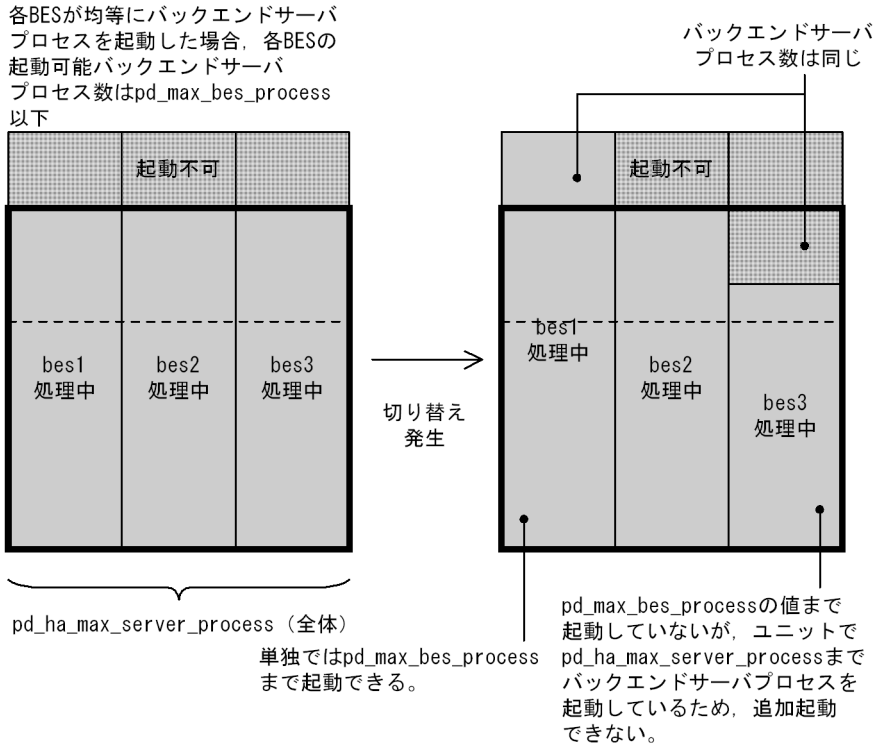 各BESが均等にバックエンドサーバ
プロセスを起動した場合，各BESの
起動可能バックエンドサーバ
プロセス数はpd_max_bes_process
以下
バックエンドサーバ
プロセス数は同じ
起動不可
起動不可
bes1
処理中
bes2
処理中
bes3
処理中
切り替え
発生
bes1
処理中
bes2
処理中
bes3
処理中
pd_ha_max_server_process（全体）
単独ではpd_max_bes_process
まで起動できる。
pd_max_bes_processの値まで
起動していないが，ユニットで
pd_ha_max_server_processまで
バックエンドサーバプロセスを
起動しているため，追加起動
できない。